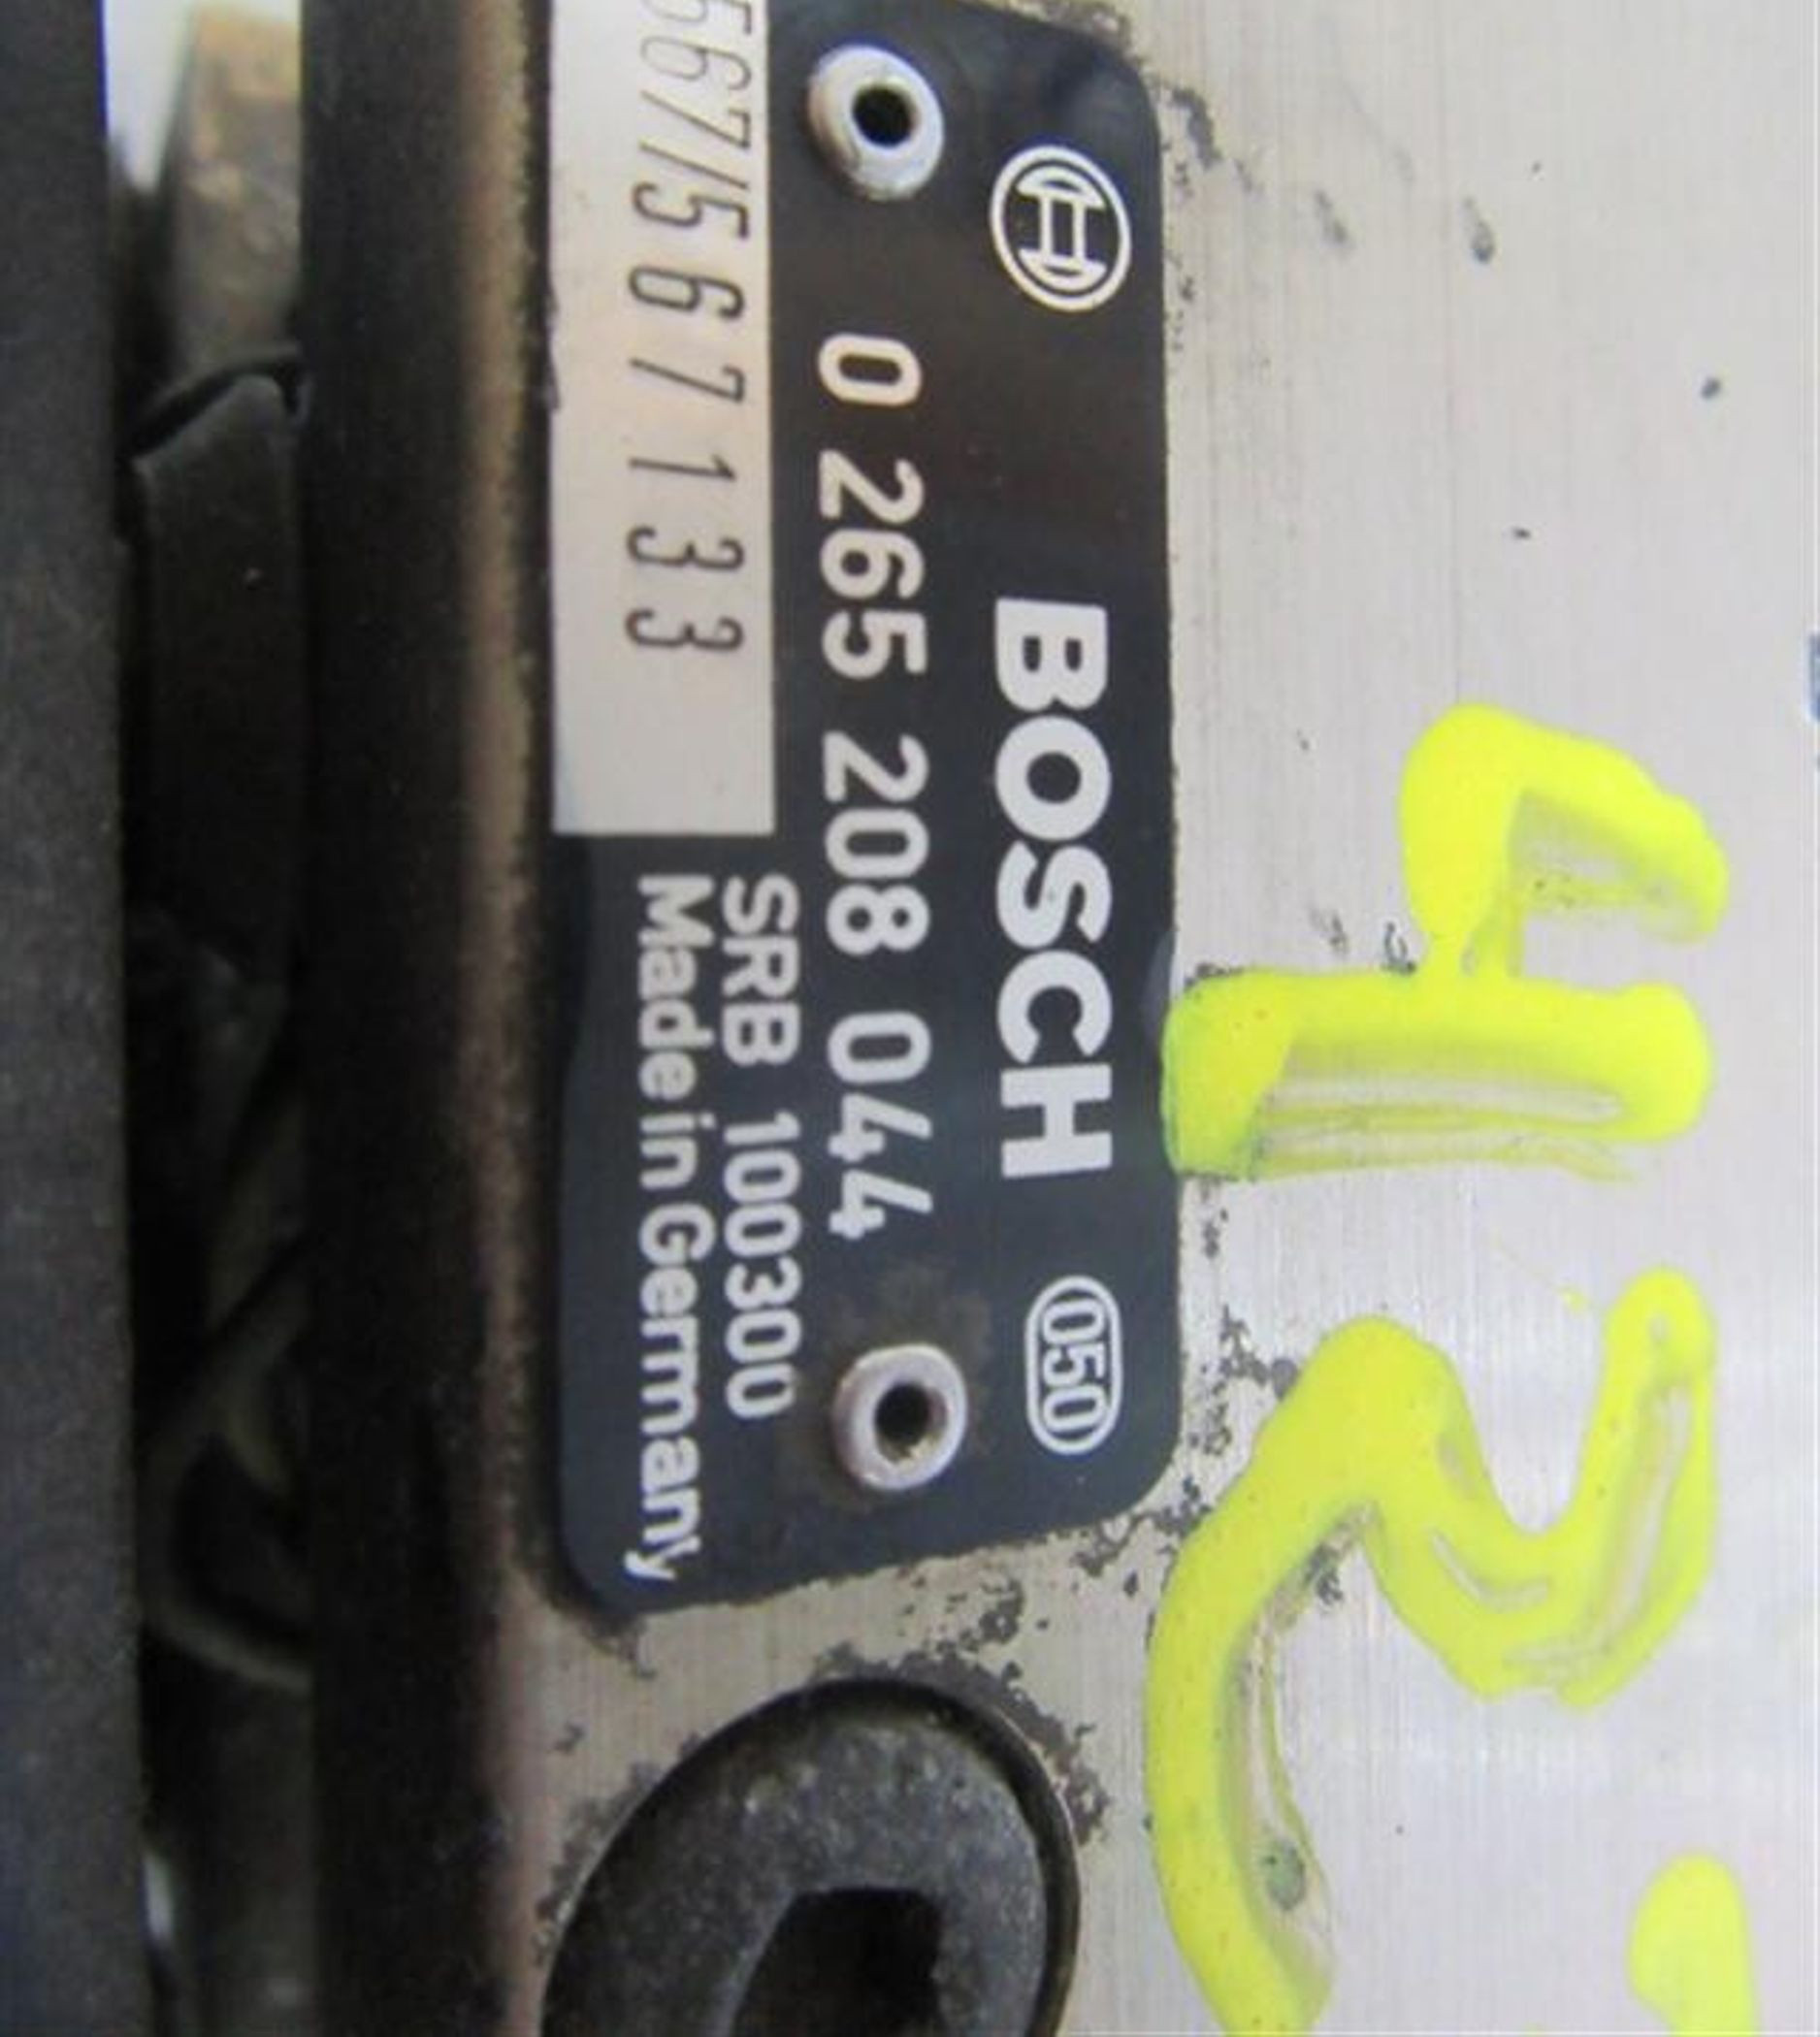 BOSCH 050
0 265 208 044
567/567133
SRB 100300
Made in Germany